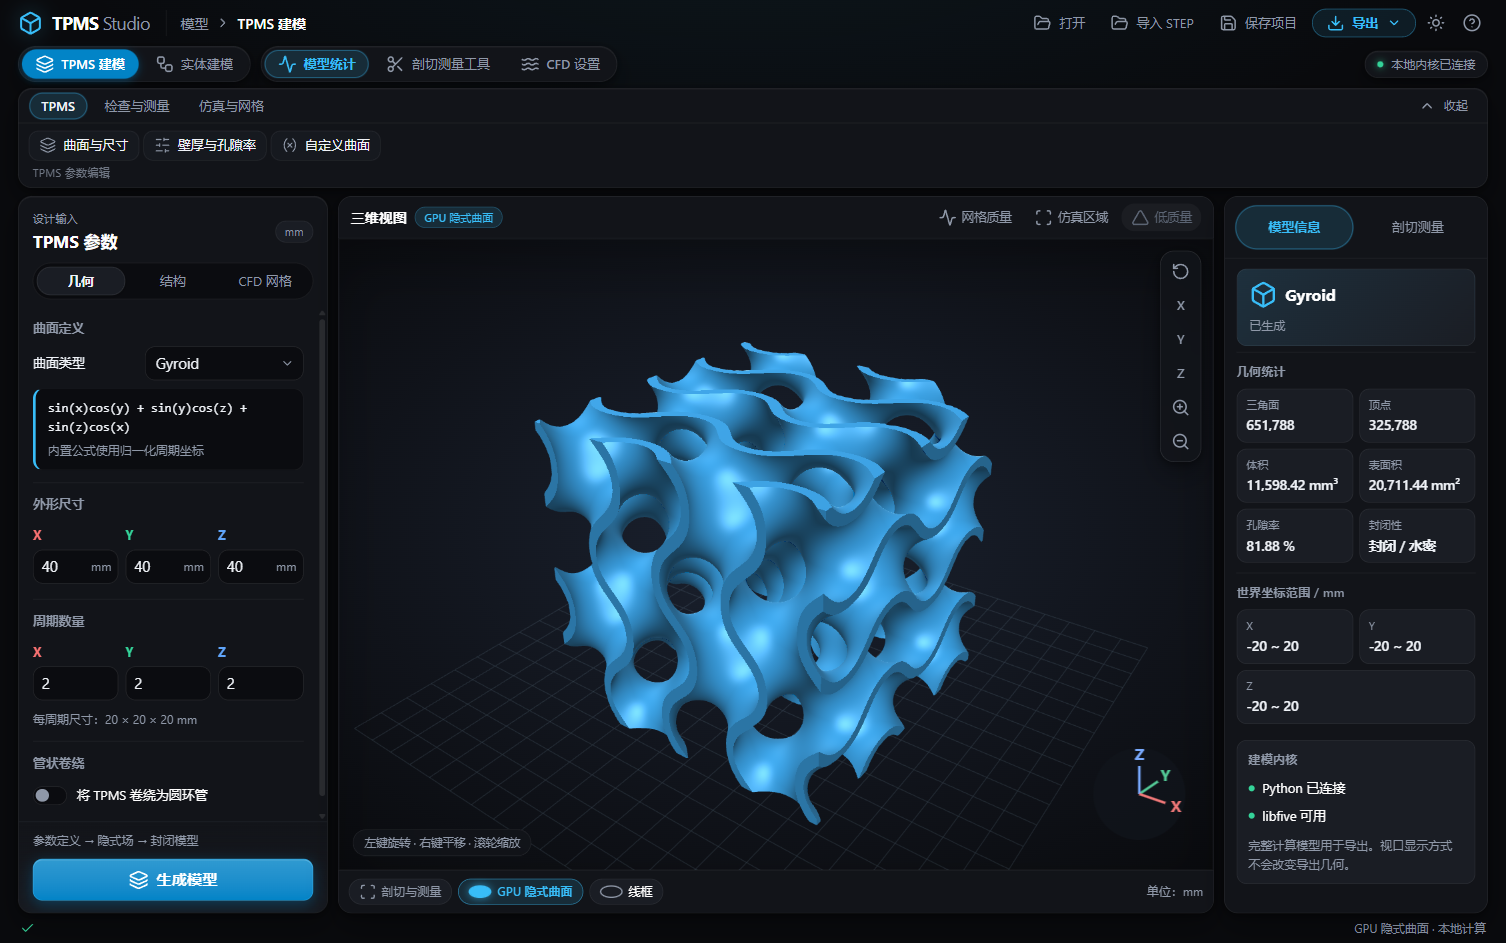 TPMS Studio
模型 > TPMS 建模
打开
导入 STEP
保存项目
导出
TPMS 建模
实体建模
模型统计
剖切测量工具
CFD 设置
本地内核已连接
TPMS
检查与测量
仿真与网格
收起
曲面与尺寸
壁厚与孔隙率
(x) 自定义曲面
TPMS 参数编辑
设计输入
TPMS 参数
mm
几何
结构
CFD 网格
曲面定义
曲面类型
Gyroid
sin(x)cos(y) + sin(y)cos(z) +
sin(z)cos(x)
内置公式使用归一化周期坐标
外形尺寸
X Y Z
40 mm 40 mm 40 mm
周期数量
X Y Z
2 2 2
每周期尺寸：20 × 20 × 20 mm
管状卷绕
将 TPMS 卷绕为圆环管
参数定义 → 隐式场 → 封闭模型
生成模型
三维视图
GPU 隐式曲面
网格质量
仿真区域
低质量
X
Y
Z
Z
Y
X
左键旋转 · 右键平移 · 滚轮缩放
剖切与测量
GPU 隐式曲面
线框
单位：mm
模型信息
剖切测量
Gyroid
已生成
几何统计
三角面
651,788
顶点
325,788
体积
11,598.42 mm³
表面积
20,711.44 mm²
孔隙率
81.88 %
封闭性
封闭 / 水密
世界坐标范围 / mm
X
-20 ~ 20
Y
-20 ~ 20
Z
-20 ~ 20
建模内核
Python 已连接
libfive 可用
完整计算模型用于导出。视口显示方式
不会改变导出几何。
GPU 隐式曲面 · 本地计算